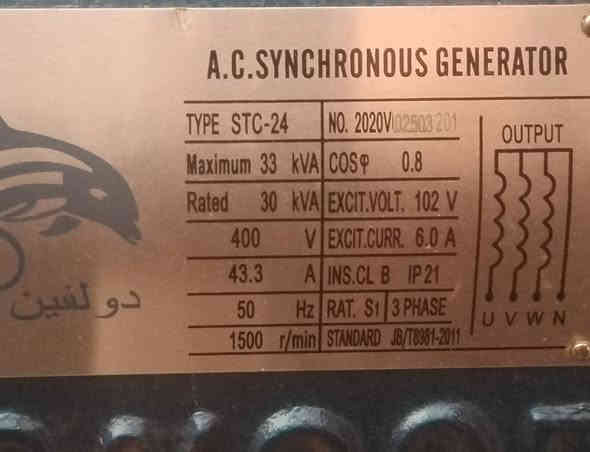 A.C.SYNCHRONOUS GENERATOR
TYPE STC-24 NO. 2020V02503201
Maximum 33 kVA COSφ 0.8
Rated 30 kVA EXCIT.VOLT. 102 V
400 V EXCIT.CURR. 6.0 A
43.3 A INS.CL B IP21
50 Hz RAT. S1 3 PHASE
1500 r/min STANDARD JB/T8981-2011
OUTPUT
U V W N
دولفين